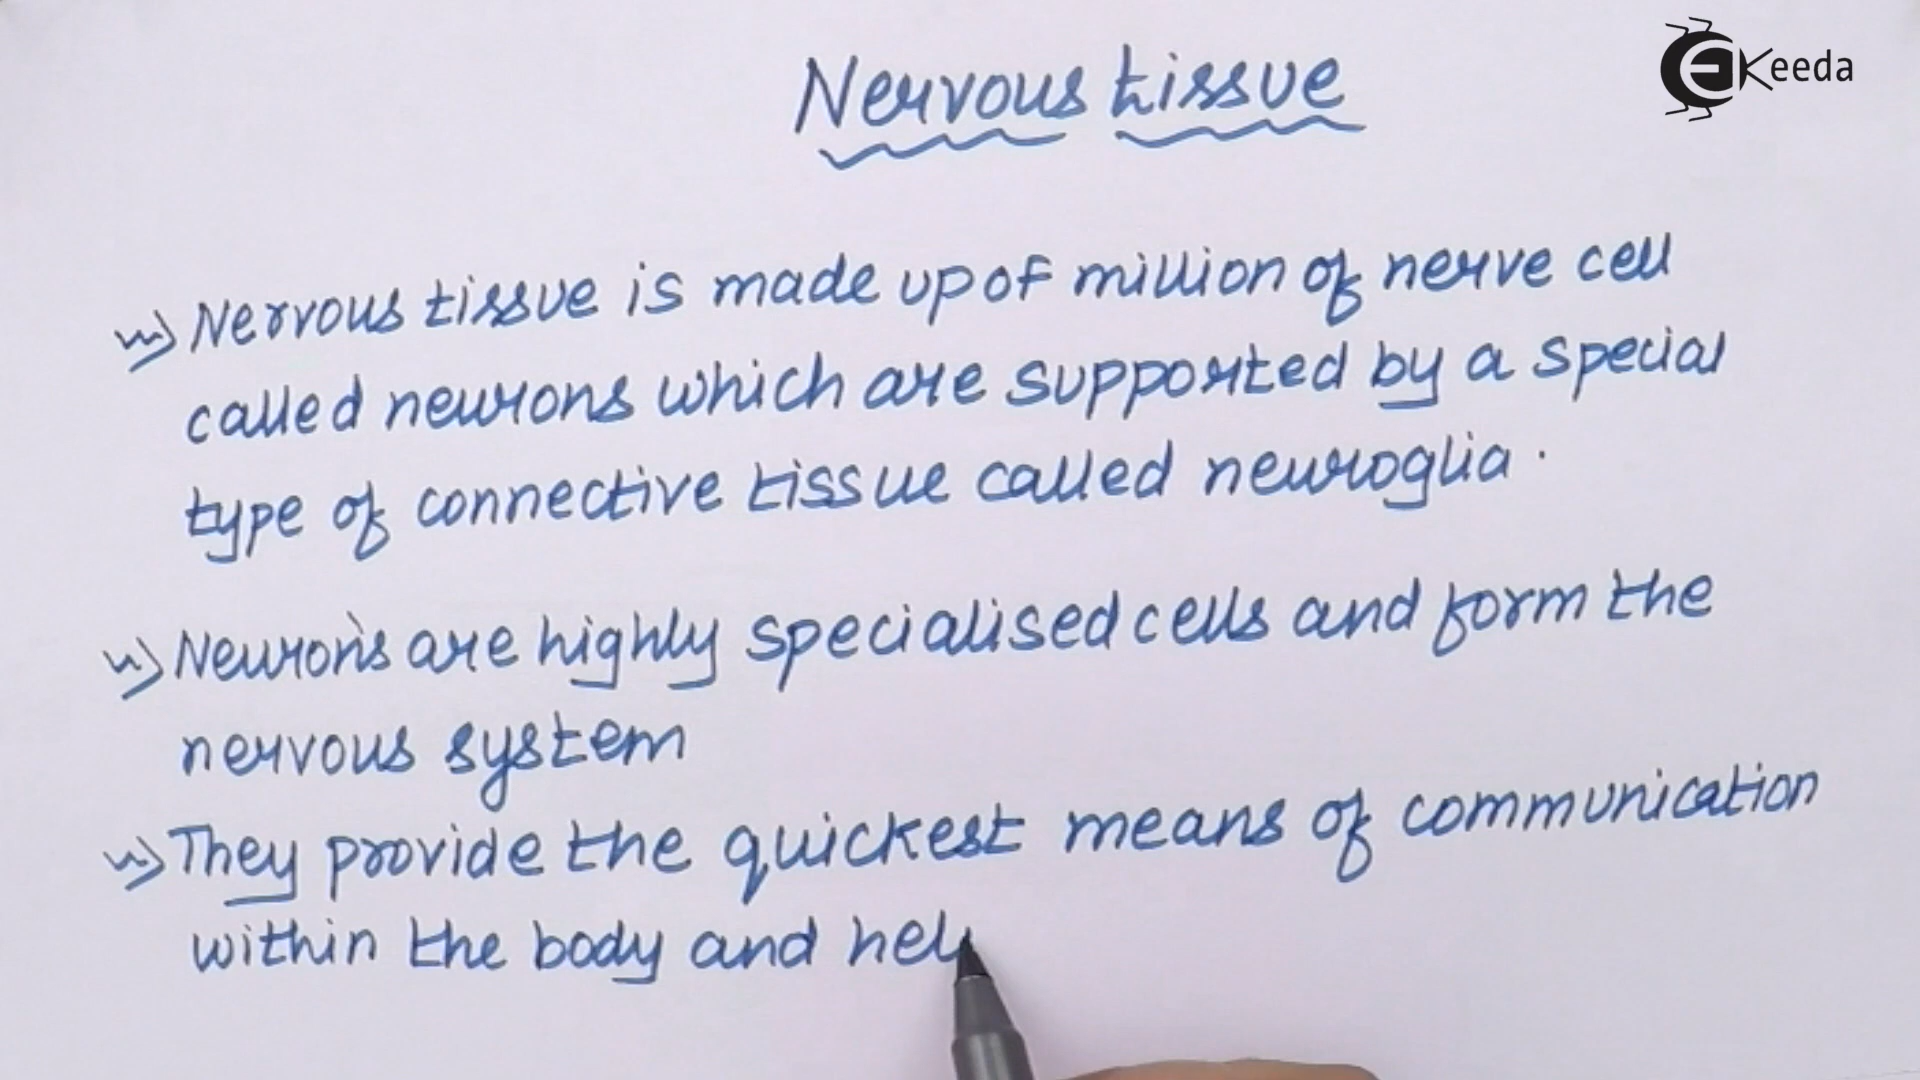 Nervous tissue
EKeeda
Nervous tissue is made up of million of nerve cell
called neurons which are supported by a special
type of connective tissue called neuroglia.
Neurons are highly specialised cells and form the
nervous system
They provide the quickest means of communication
within the body and hel